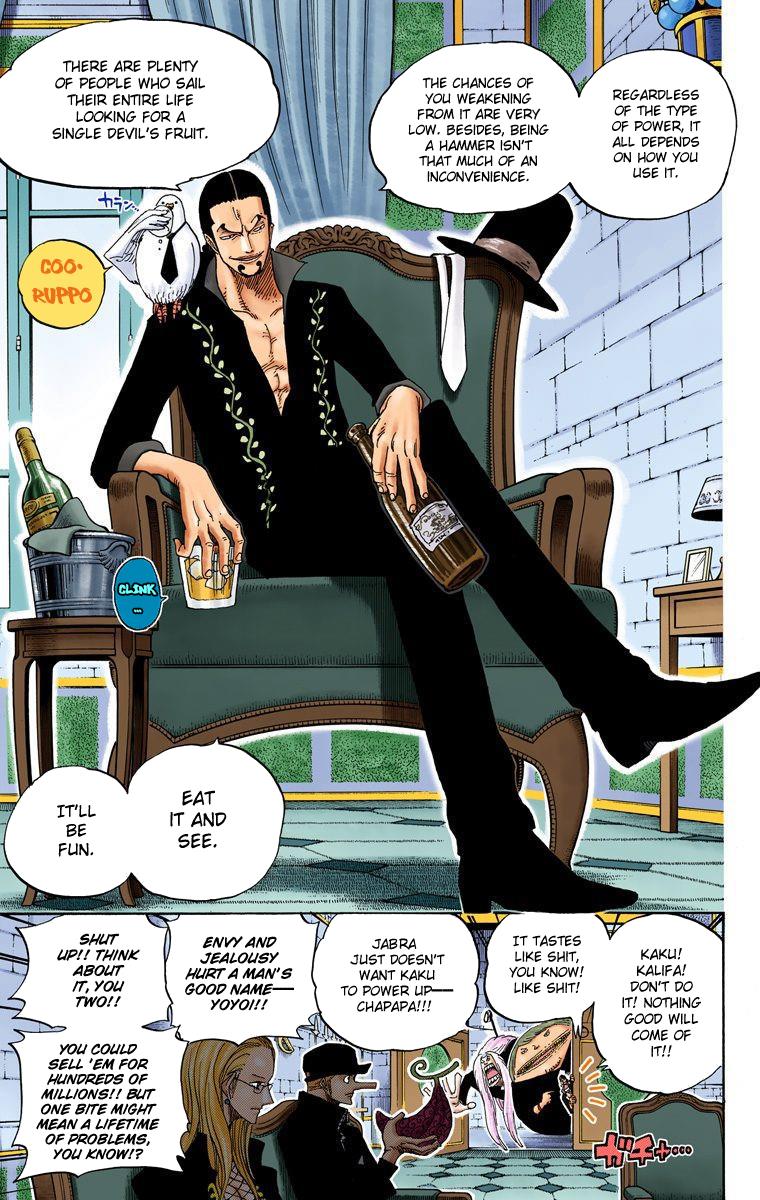 REGARDLESS
OF THE TYPE
OF POWER, IT
ALL DEPENDS
ON HOW YOU
USE IT.
THE CHANCES OF
YOU WEAKENING
FROM IT ARE VERY
LOW. BESIDES, BEING
A HAMMER ISN'T
THAT MUCH OF AN
INCONVENIENCE.
THERE ARE PLENTY
OF PEOPLE WHO SAIL
THEIR ENTIRE LIFE
LOOKING FOR A
SINGLE DEVIL'S FRUIT.
カラン…
COO-
RUPPO
CLINK
...
EAT
IT AND
SEE.
IT'LL
BE
FUN.
KAKU!
KALIFA!
DON'T DO
IT! NOTHING
GOOD WILL
COME OF
IT!!
IT TASTES
LIKE SHIT,
YOU KNOW!
LIKE SHIT!
JABRA
JUST DOESN'T
WANT KAKU
TO POWER UP──
CHAPAPA!!!
ENVY AND
JEALOUSY
HURT A MAN'S
GOOD NAME──
YOYOI!!
SHUT
UP!! THINK
ABOUT
IT, YOU
TWO!!
YOU COULD
SELL 'EM FOR
HUNDREDS OF
MILLIONS!! BUT
ONE BITE MIGHT
MEAN A LIFETIME
OF PROBLEMS,
YOU KNOW!?
ガチャ…